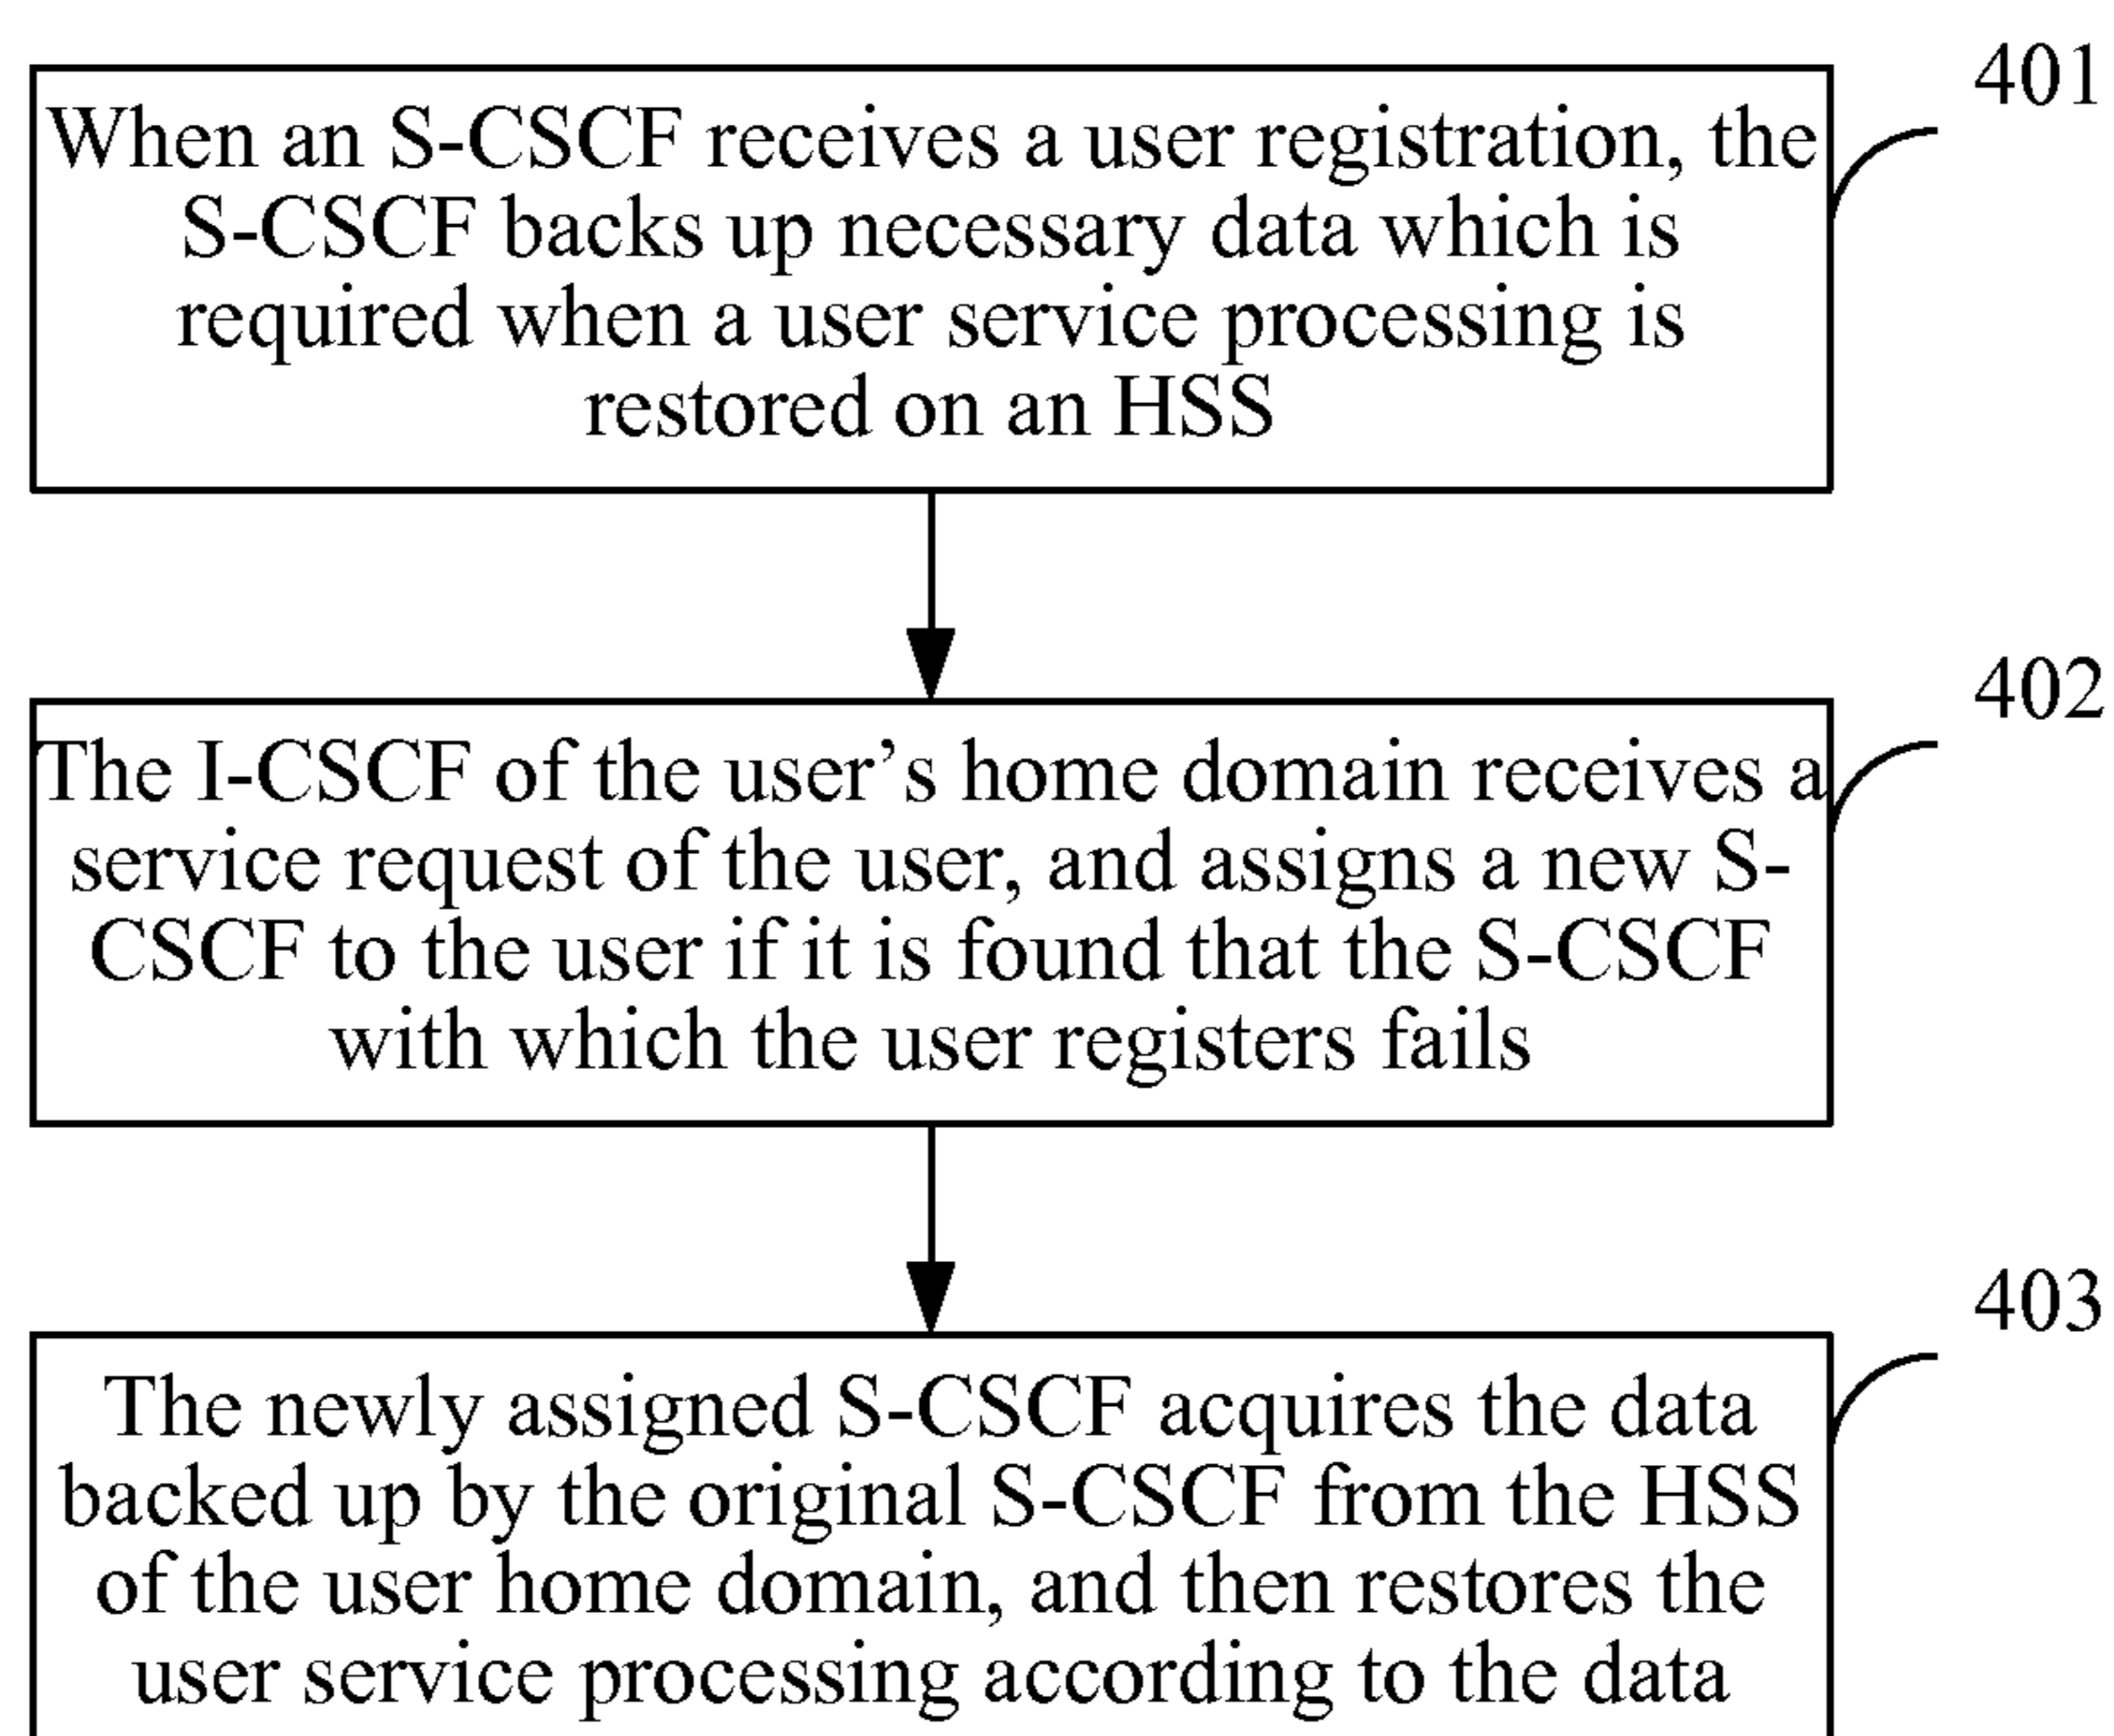 401
When an S-CSCF receives a user registration, the
S-CSCF backs up necessary data which is
required when a user service processing is
restored on an HSS
402
The I-CSCF of the user’s home domain receives a
service request of the user, and assigns a new S-
CSCF to the user if it is found that the S-CSCF
with which the user registers fails
403
The newly assigned S-CSCF acquires the data
backed up by the original S-CSCF from the HSS
of the user home domain, and then restores the
user service processing according to the data